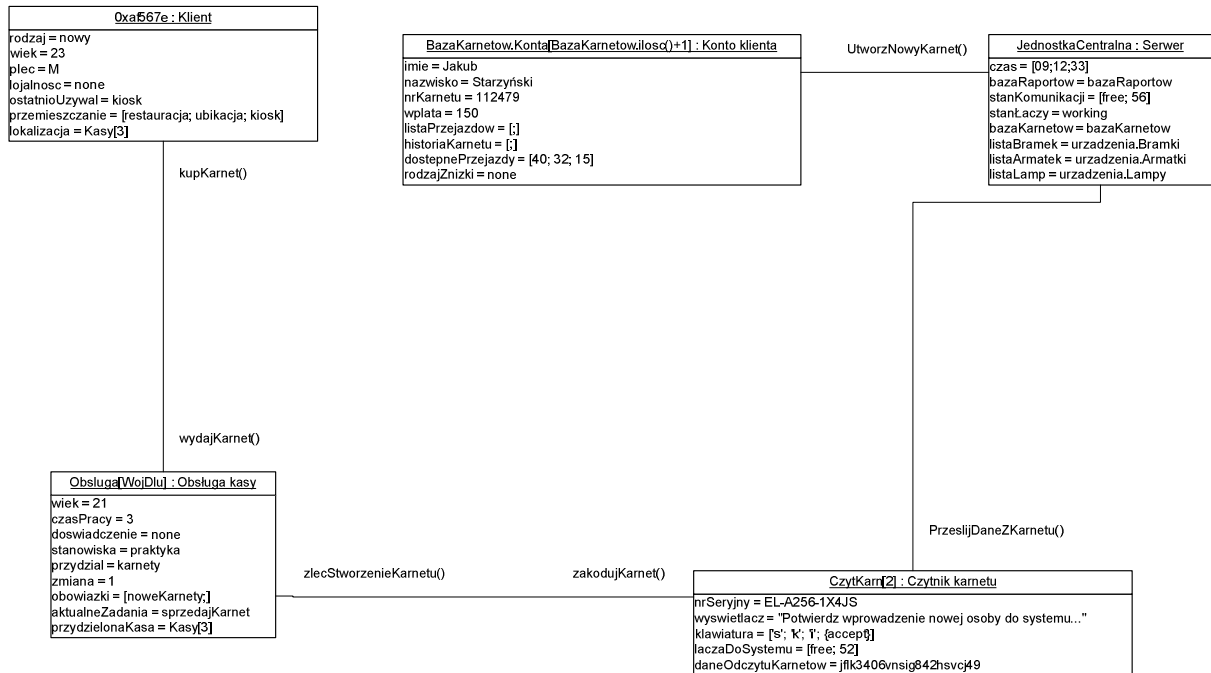 0xaf567e : Klient
rodzaj = nowy
wiek = 23
plec = M
lojalnosc = none
ostatnioUzywal = kiosk
przemieszczanie = [restauracja; ubikacja; kiosk]
lokalizacja = Kasy[3]
BazaKarnetow.Konta[BazaKarnetow.ilosc()+1] : Konto klienta
imie = Jakub
nazwisko = Starzyński
nrKarnetu = 112479
wplata = 150
listaPrzejazdow = [;]
historiaKarnetu = [;]
dostepnePrzejazdy = [40; 32; 15]
rodzajZnizki = none
UtworzNowyKarnet()
JednostkaCentralna : Serwer
czas = [09;12;33]
bazaRaportow = bazaRaportow
stanKomunikacji = [free; 56]
stanŁaczy = working
bazaKarnetow = bazaKarnetow
listaBramek = urzadzenia.Bramki
listaArmatek = urzadzenia.Armatki
listaLamp = urzadzenia.Lampy
kupKarnet()
wydajKarnet()
Obsluga[WojDlu] : Obsługa kasy
wiek = 21
czasPracy = 3
doswiadczenie = none
stanowiska = praktyka
przydzial = karnety
zmiana = 1
obowiazki = [noweKarnety;]
aktualneZadania = sprzedajKarnet
przydzielonaKasa = Kasy[3]
zlecStworzenieKarnetu()
zakodujKarnet()
PrzeslijDaneZKarnetu()
CzytKarn[2] : Czytnik karnetu
nrSeryjny = EL-A256-1X4JS
wyswietlacz = "Potwierdz wprowadzenie nowej osoby do systemu..."
klawiatura = ['s'; 'k'; 'i'; {accept}]
laczaDoSystemu = [free; 52]
daneOdczytuKarnetow = jflk3406vnsig842hsvcj49